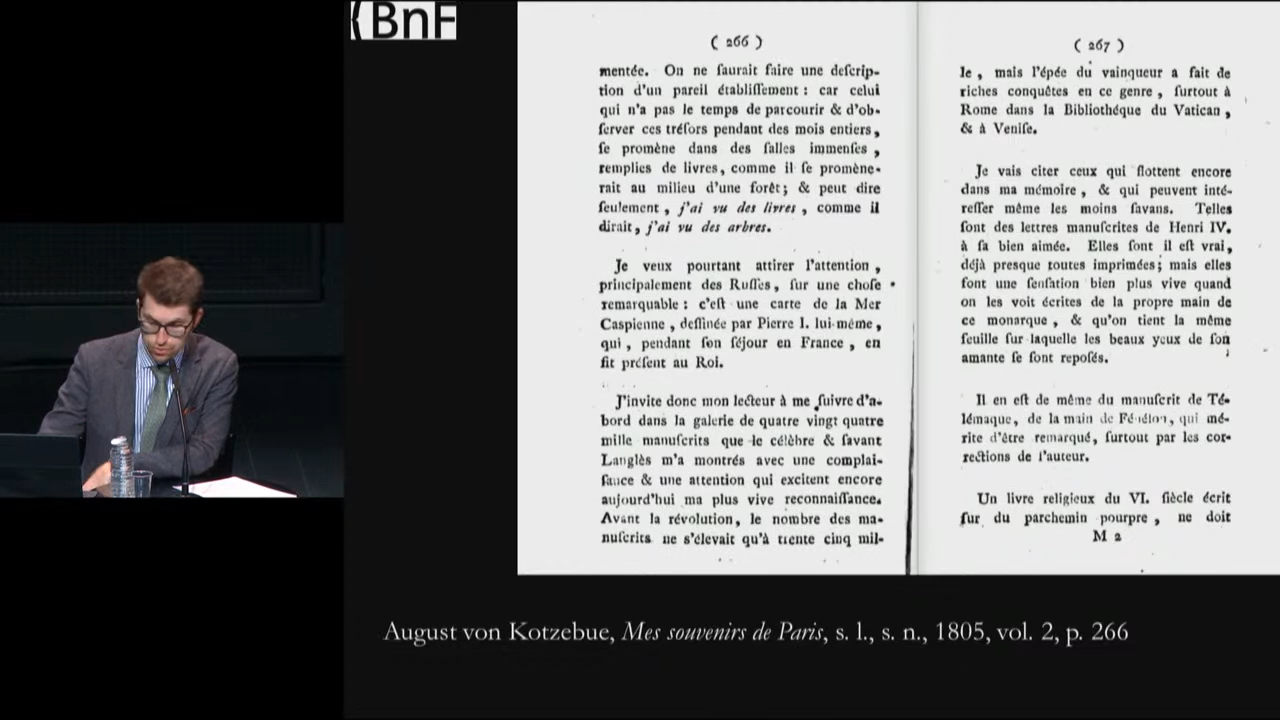 (BnF
( 266 )
mentée. On ne ſaurait faire une deſcrip-
tion d'un pareil établiſſement : car celui
qui n'a pas le temps de parcourir & d'ob-
ſerver ces tréſors pendant des mois entiers,
ſe promène dans des ſalles immenſes ,
remplies de livres, comme il ſe promène-
rait au milieu d'une forêt; & peut dire
ſeulement , j'ai vu des livres , comme il
dirait, j'ai vu des arbres.
Je veux pourtant attirer l'attention ,
principalement des Ruſſes, ſur une choſe
remarquable : c'eſt une carte de la Mer
Caspienne , deſſinée par Pierre I. lui-même,
qui , pendant ſon ſéjour en France , en
fit préſent au Roi.
J'invite donc mon lecteur à me ſuivre d'a-
bord dans la galerie de quatre vingt quatre
mille manuſcrits que le célèbre & ſavant
Langlès m'a montrés avec une complai-
ſance & une attention qui excitent encore
aujourd'hui ma plus vive reconnaiſſance.
Avant la révolution, le nombre des ma-
nuſcrits ne s'élevait qu'à trente cinq mil-
( 267 )
le , mais l'épée du vainqueur a fait de
riches conquêtes en ce genre , ſurtout à
Rome dans la Bibliothéque du Vatican ,
& à Veniſe.
Je vais citer ceux qui flottent encore
dans ma mémoire , & qui peuvent inté-
reſſer même les moins ſavans. Telles
ſont des lettres manuſcrites de Henri IV.
à ſa bien aimée. Elles ſont il eſt vrai,
déjà presque toutes imprimées; mais elles
font une ſenſation bien plus vive quand
on les voit écrites de la propre main de
ce monarque , & qu'on tient la même
feuille ſur laquelle les beaux yeux de ſon
amante ſe ſont repoſés.
Il en eſt de même du manuſcrit de Té-
lémaque, de la main de Fénélon, qui mé-
rite d'être remarqué, ſurtout par les cor-
rections de l'auteur.
Un livre religieux du VI. ſiècle écrit
ſur du parchemin pourpre , ne doit
M 2
August von Kotzebue, Mes souvenirs de Paris, s. l., s. n., 1805, vol. 2, p. 266